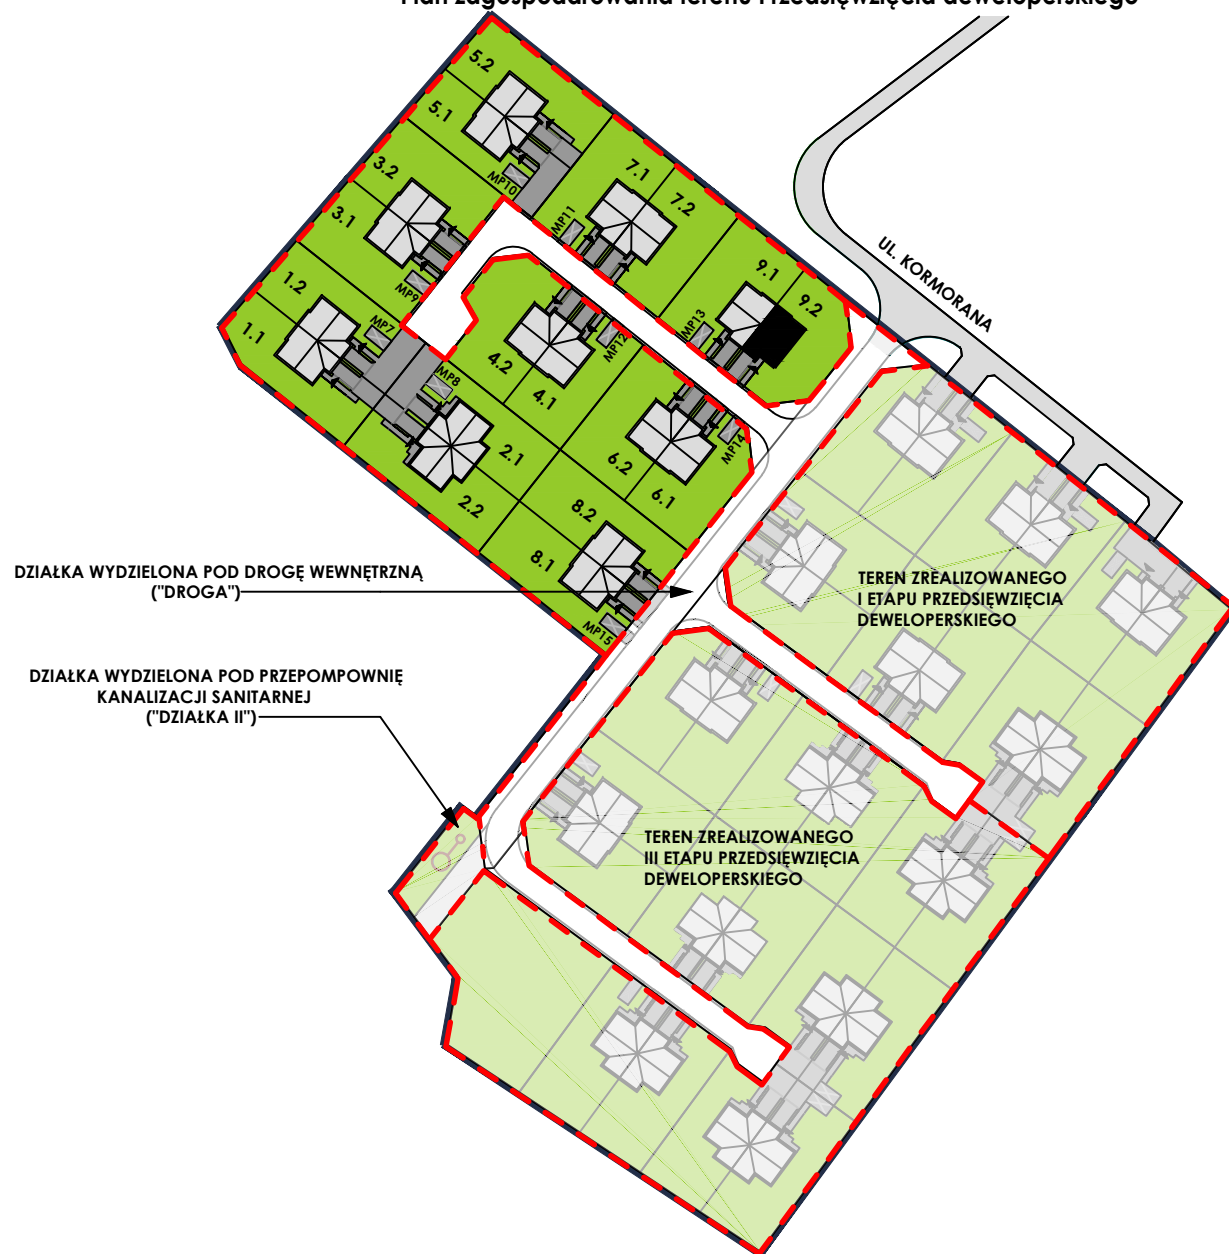 Plan zagospodarowania terenu Przedsięwzięcia deweloperskiego
5.2
5.1
MP10
7.1
7.2
3.2
3.1
MP11
MP9
UL. KORMORANA
9.1
9.2
1.2
1.1
MP7
MP13
MP12
MP8
4.2
4.1
MP14
2.1
2.2
6.2
6.1
8.2
8.1
MP15
DZIAŁKA WYDZIELONA POD DROGĘ WEWNĘTRZNĄ
("DROGA")
TEREN ZREALIZOWANEGO
I ETAPU PRZEDSIĘWZIĘCIA
DEWELOPERSKIEGO
DZIAŁKA WYDZIELONA POD PRZEPOMPOWNIĘ
KANALIZACJI SANITARNEJ
("DZIAŁKA II")
TEREN ZREALIZOWANEGO
III ETAPU PRZEDSIĘWZIĘCIA
DEWELOPERSKIEGO